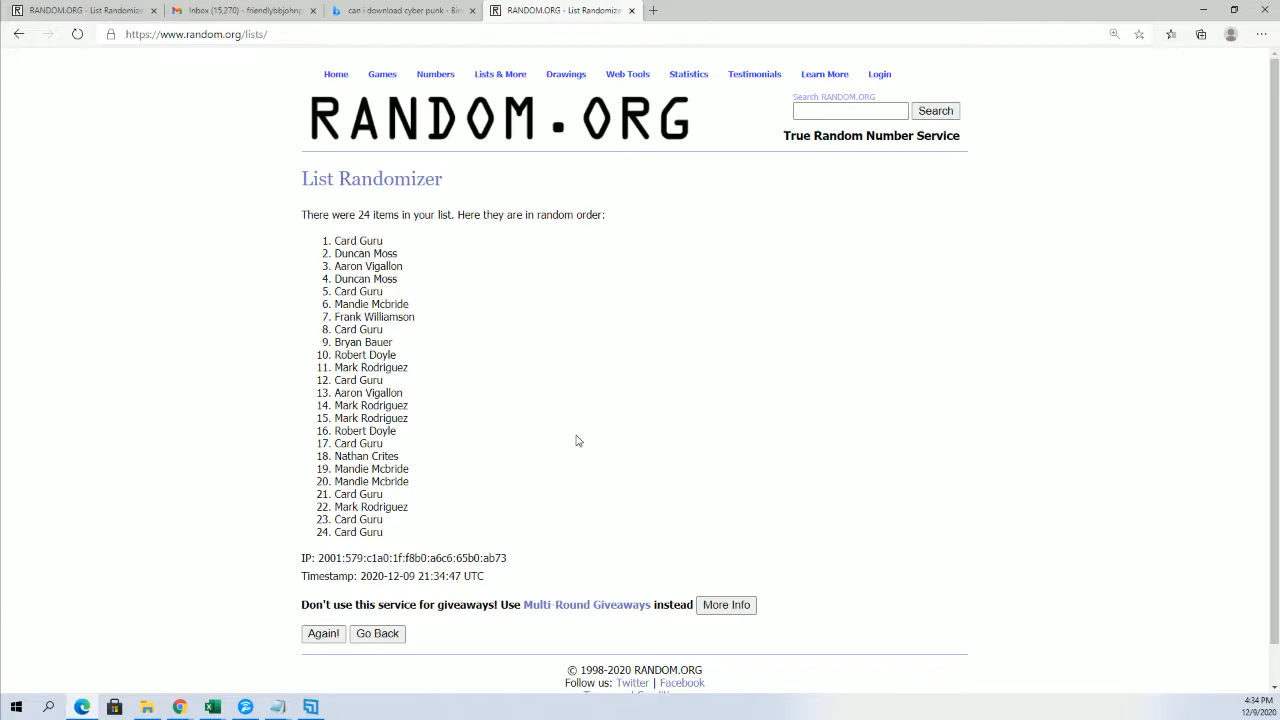 RANDOM.ORG - List Randomizer
Inbox (15,270) - friendlybbjohnp
can i download cyber punk - Bin
RANDOM.ORG - List Randomizer
https://www.random.org/lists/
Home Games Numbers Lists & More Drawings Web Tools Statistics Testimonials Learn More Login
Search RANDOM.ORG
RANDOM.ORG
Search
True Random Number Service
List Randomizer
There were 24 items in your list. Here they are in random order:
1. Card Guru
2. Duncan Moss
3. Aaron Vigallon
4. Duncan Moss
5. Card Guru
6. Mandie Mcbride
7. Frank Williamson
8. Card Guru
9. Bryan Bauer
10. Robert Doyle
11. Mark Rodriguez
12. Card Guru
13. Aaron Vigallon
14. Mark Rodriguez
15. Mark Rodriguez
16. Robert Doyle
17. Card Guru
18. Nathan Crites
19. Mandie Mcbride
20. Mandie Mcbride
21. Card Guru
22. Mark Rodriguez
23. Card Guru
24. Card Guru
IP: 2001:579:c1a0:1f:f8b0:a6c6:65b0:ab73
Timestamp: 2020-12-09 21:34:47 UTC
Don't use this service for giveaways! Use Multi-Round Giveaways instead More Info
Again! Go Back
© 1998-2020 RANDOM.ORG
Follow us: Twitter | Facebook
4:34 PM
12/9/2020